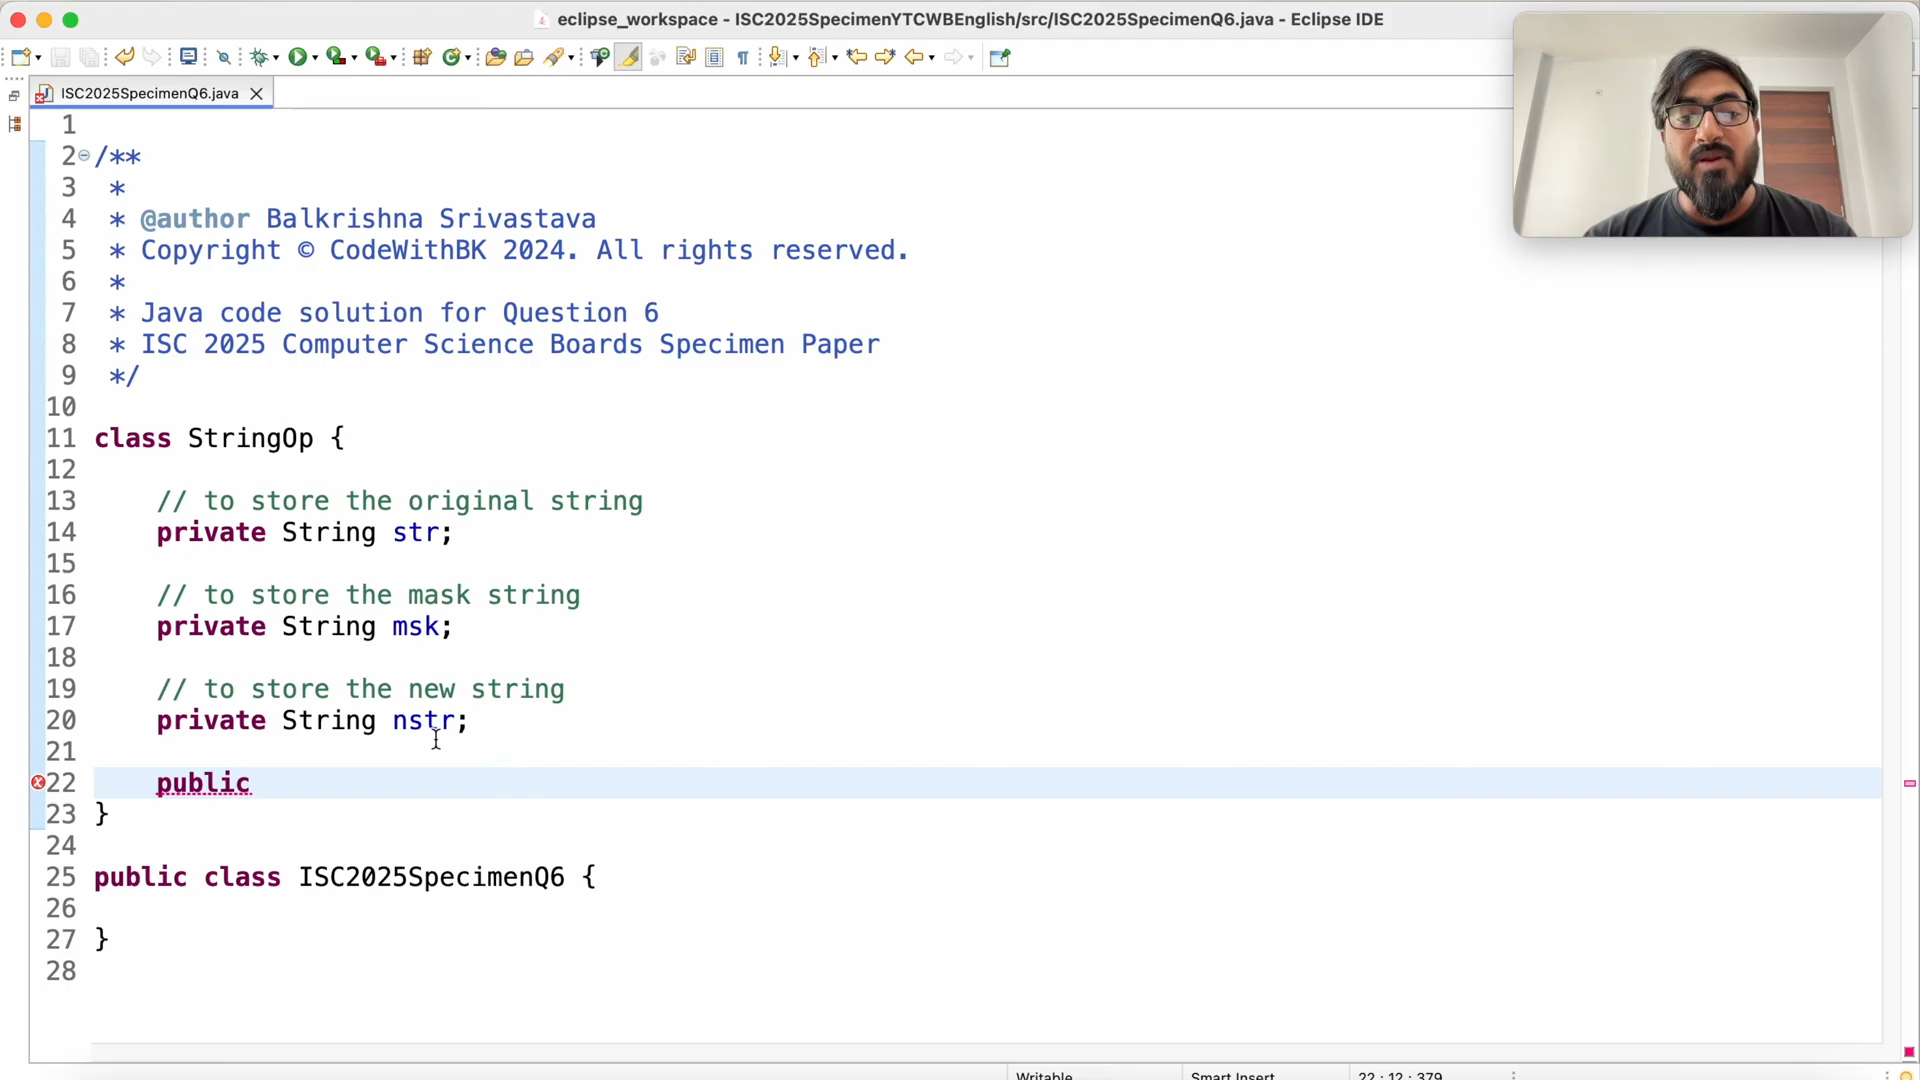 eclipse_workspace - ISC2025SpecimenYTCWBEnglish/src/ISC2025SpecimenQ6.java - Eclipse IDE
ISC2025SpecimenQ6.java
1
2 /**
3 *
4 * @author Balkrishna Srivastava
5 * Copyright © CodeWithBK 2024. All rights reserved.
6 *
7 * Java code solution for Question 6
8 * ISC 2025 Computer Science Boards Specimen Paper
9 */
10
11 class StringOp {
12
13 // to store the original string
14 private String str;
15
16 // to store the mask string
17 private String msk;
18
19 // to store the new string
20 private String nstr;
21
22 public
23 }
24
25 public class ISC2025SpecimenQ6 {
26
27 }
28
Writable Smart Insert 22 : 12 : 379